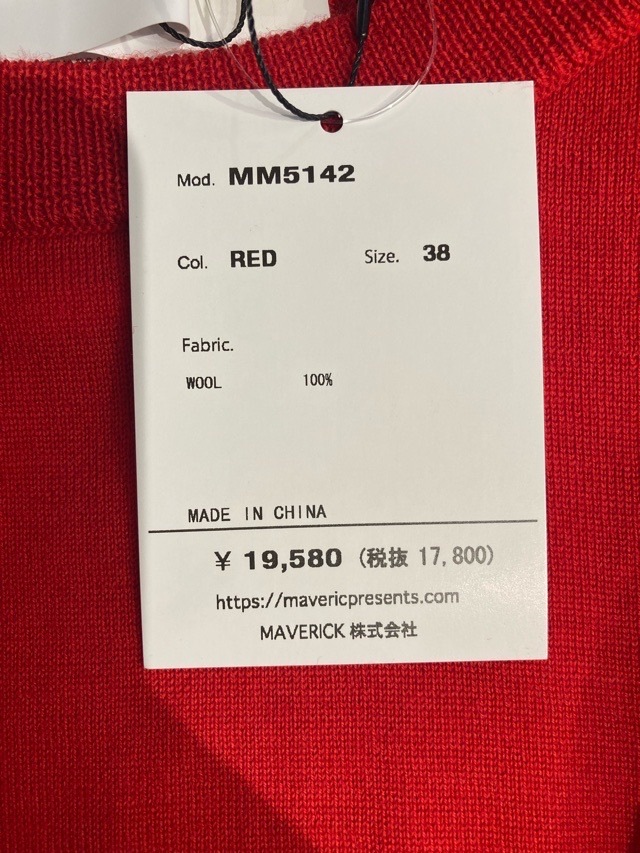 Mod. MM5142
Col. RED Size. 38
Fabric.
WOOL 100%
MADE IN CHINA
¥ 19,580 (税抜 17,800)
https://mavericpresents.com
MAVERICK 株式会社